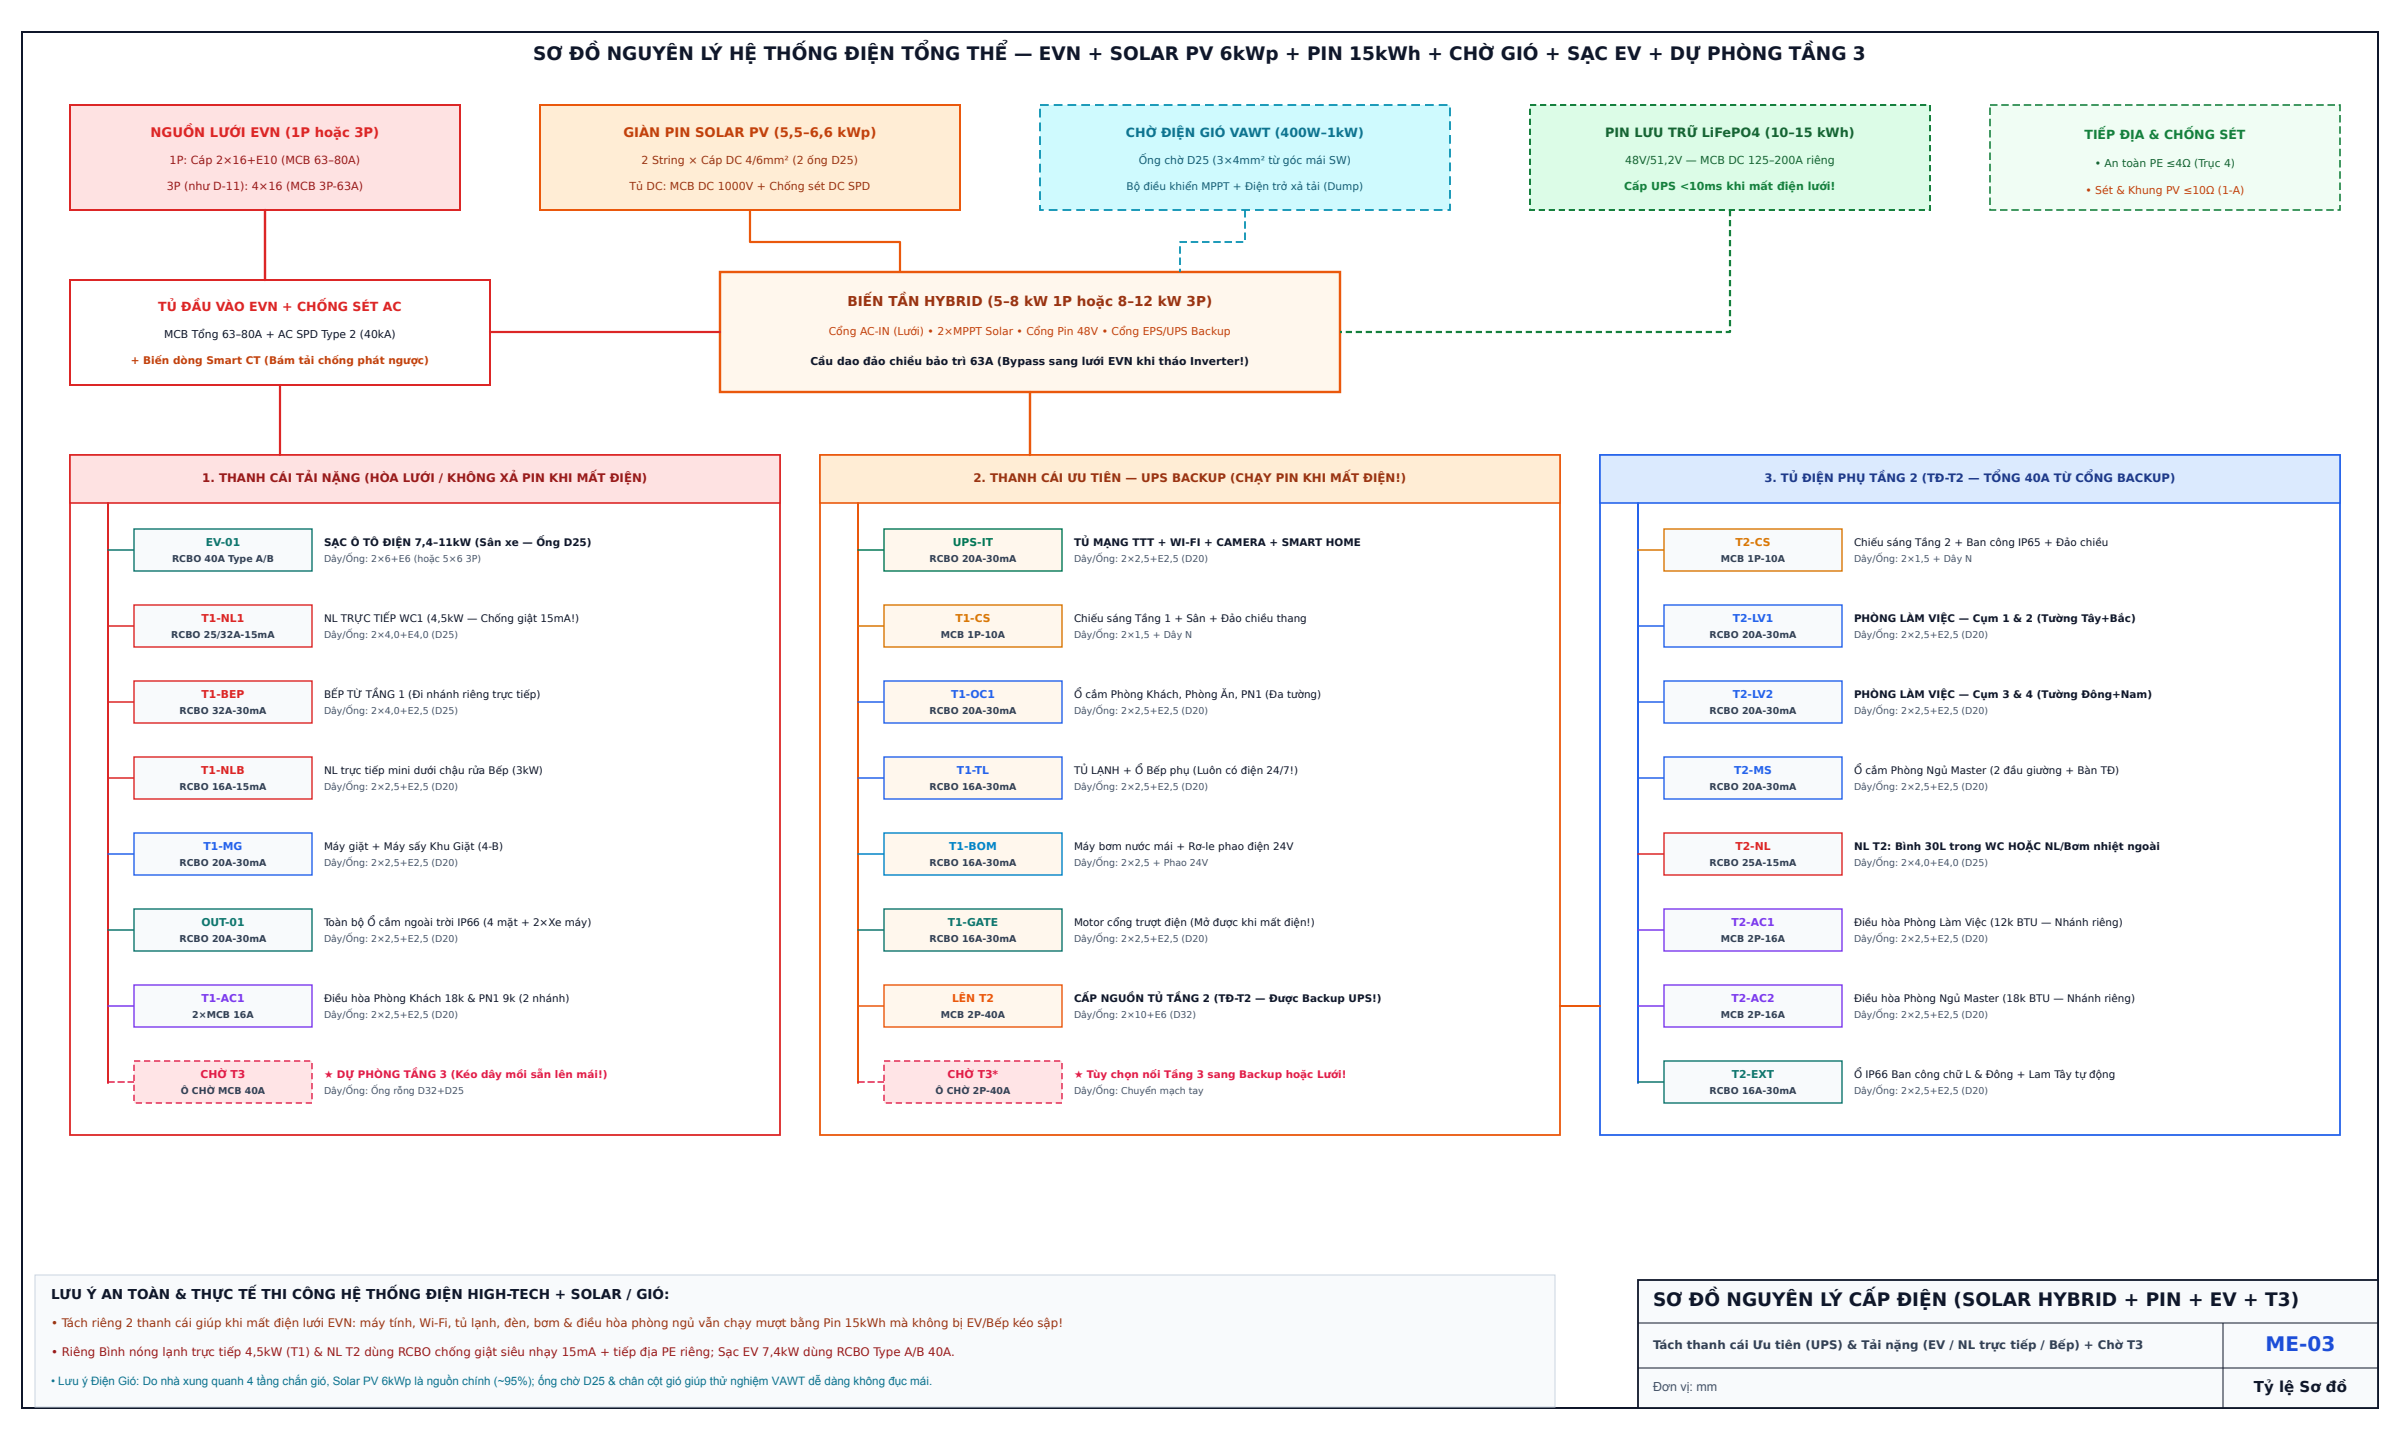 SƠ ĐỒ NGUYÊN LÝ HỆ THỐNG ĐIỆN TỔNG THỂ — EVN + SOLAR PV 6kWp + PIN 15kWh + CHỜ GIÓ + SẠC EV + DỰ PHÒNG TẦNG 3
NGUỒN LƯỚI EVN (1P hoặc 3P)
1P: Cáp 2×16+E10 (MCB 63–80A)
3P (như D-11): 4×16 (MCB 3P-63A)
GIÀN PIN SOLAR PV (5,5–6,6 kWp)
2 String × Cáp DC 4/6mm² (2 ống D25)
Tủ DC: MCB DC 1000V + Chống sét DC SPD
CHỜ ĐIỆN GIÓ VAWT (400W–1kW)
Ống chờ D25 (3×4mm² từ góc mái SW)
Bộ điều khiển MPPT + Điện trở xả tải (Dump)
PIN LƯU TRỮ LiFePO4 (10–15 kWh)
48V/51,2V — MCB DC 125–200A riêng
Cấp UPS <10ms khi mất điện lưới!
TIẾP ĐỊA & CHỐNG SÉT
• An toàn PE ≤4Ω (Trục 4)
• Sét & Khung PV ≤10Ω (1-A)
TỦ ĐẦU VÀO EVN + CHỐNG SÉT AC
MCB Tổng 63–80A + AC SPD Type 2 (40kA)
+ Biến dòng Smart CT (Bám tải chống phát ngược)
BIẾN TẦN HYBRID (5–8 kW 1P hoặc 8–12 kW 3P)
Cổng AC-IN (Lưới) • 2×MPPT Solar • Cổng Pin 48V • Cổng EPS/UPS Backup
Cầu dao đảo chiều bảo trì 63A (Bypass sang lưới EVN khi tháo Inverter!)
1. THANH CÁI TẢI NẶNG (HÒA LƯỚI / KHÔNG XẢ PIN KHI MẤT ĐIỆN)
EV-01
RCBO 40A Type A/B
SẠC Ô TÔ ĐIỆN 7,4–11kW (Sân xe — Ống D25)
Dây/Ống: 2×6+E6 (hoặc 5×6 3P)
T1-NL1
RCBO 25/32A-15mA
NL TRỰC TIẾP WC1 (4,5kW — Chống giật 15mA!)
Dây/Ống: 2×4,0+E4,0 (D25)
T1-BEP
RCBO 32A-30mA
BẾP TỪ TẦNG 1 (Đi nhánh riêng trực tiếp)
Dây/Ống: 2×4,0+E2,5 (D25)
T1-NLB
RCBO 16A-15mA
NL trực tiếp mini dưới chậu rửa Bếp (3kW)
Dây/Ống: 2×2,5+E2,5 (D20)
T1-MG
RCBO 20A-30mA
Máy giặt + Máy sấy Khu Giặt (4-B)
Dây/Ống: 2×2,5+E2,5 (D20)
OUT-01
RCBO 20A-30mA
Toàn bộ Ổ cắm ngoài trời IP66 (4 mặt + 2×Xe máy)
Dây/Ống: 2×2,5+E2,5 (D20)
T1-AC1
2×MCB 16A
Điều hòa Phòng Khách 18k & PN1 9k (2 nhánh)
Dây/Ống: 2×2,5+E2,5 (D20)
CHỜ T3
Ô CHỜ MCB 40A
★ DỰ PHÒNG TẦNG 3 (Kéo dây mồi sẵn lên mái!)
Dây/Ống: Ống rỗng D32+D25
2. THANH CÁI ƯU TIÊN — UPS BACKUP (CHẠY PIN KHI MẤT ĐIỆN!)
UPS-IT
RCBO 20A-30mA
TỦ MẠNG TTT + WI-FI + CAMERA + SMART HOME
Dây/Ống: 2×2,5+E2,5 (D20)
T1-CS
MCB 1P-10A
Chiếu sáng Tầng 1 + Sân + Đảo chiều thang
Dây/Ống: 2×1,5 + Dây N
T1-OC1
RCBO 20A-30mA
Ổ cắm Phòng Khách, Phòng Ăn, PN1 (Đa tường)
Dây/Ống: 2×2,5+E2,5 (D20)
T1-TL
RCBO 16A-30mA
TỦ LẠNH + Ổ Bếp phụ (Luôn có điện 24/7!)
Dây/Ống: 2×2,5+E2,5 (D20)
T1-BOM
RCBO 16A-30mA
Máy bơm nước mái + Rơ-le phao điện 24V
Dây/Ống: 2×2,5 + Phao 24V
T1-GATE
RCBO 16A-30mA
Motor cổng trượt điện (Mở được khi mất điện!)
Dây/Ống: 2×2,5+E2,5 (D20)
LÊN T2
MCB 2P-40A
CẤP NGUỒN TỦ TẦNG 2 (TĐ-T2 — Được Backup UPS!)
Dây/Ống: 2×10+E6 (D32)
CHỜ T3*
Ô CHỜ 2P-40A
★ Tùy chọn nối Tầng 3 sang Backup hoặc Lưới!
Dây/Ống: Chuyển mạch tay
3. TỦ ĐIỆN PHỤ TẦNG 2 (TĐ-T2 — TỔNG 40A TỪ CỔNG BACKUP)
T2-CS
MCB 1P-10A
Chiếu sáng Tầng 2 + Ban công IP65 + Đảo chiều
Dây/Ống: 2×1,5 + Dây N
T2-LV1
RCBO 20A-30mA
PHÒNG LÀM VIỆC — Cụm 1 & 2 (Tường Tây+Bắc)
Dây/Ống: 2×2,5+E2,5 (D20)
T2-LV2
RCBO 20A-30mA
PHÒNG LÀM VIỆC — Cụm 3 & 4 (Tường Đông+Nam)
Dây/Ống: 2×2,5+E2,5 (D20)
T2-MS
RCBO 20A-30mA
Ổ cắm Phòng Ngủ Master (2 đầu giường + Bàn TĐ)
Dây/Ống: 2×2,5+E2,5 (D20)
T2-NL
RCBO 25A-15mA
NL T2: Bình 30L trong WC HOẶC NL/Bơm nhiệt ngoài
Dây/Ống: 2×4,0+E4,0 (D25)
T2-AC1
MCB 2P-16A
Điều hòa Phòng Làm Việc (12k BTU — Nhánh riêng)
Dây/Ống: 2×2,5+E2,5 (D20)
T2-AC2
MCB 2P-16A
Điều hòa Phòng Ngủ Master (18k BTU — Nhánh riêng)
Dây/Ống: 2×2,5+E2,5 (D20)
T2-EXT
RCBO 16A-30mA
Ổ IP66 Ban công chữ L & Đông + Lam Tây tự động
Dây/Ống: 2×2,5+E2,5 (D20)
LƯU Ý AN TOÀN & THỰC TẾ THI CÔNG HỆ THỐNG ĐIỆN HIGH-TECH + SOLAR / GIÓ:
• Tách riêng 2 thanh cái giúp khi mất điện lưới EVN: máy tính, Wi-Fi, tủ lạnh, đèn, bơm & điều hòa phòng ngủ vẫn chạy mượt bằng Pin 15kWh mà không bị EV/Bếp kéo sập!
• Riêng Bình nóng lạnh trực tiếp 4,5kW (T1) & NL T2 dùng RCBO chống giật siêu nhạy 15mA + tiếp địa PE riêng; Sạc EV 7,4kW dùng RCBO Type A/B 40A.
• Lưu ý Điện Gió: Do nhà xung quanh 4 tầng chắn gió, Solar PV 6kWp là nguồn chính (~95%); ống chờ D25 & chân cột gió giúp thử nghiệm VAWT dễ dàng không đục mái.
SƠ ĐỒ NGUYÊN LÝ CẤP ĐIỆN (SOLAR HYBRID + PIN + EV + T3)
Tách thanh cái Ưu tiên (UPS) & Tải nặng (EV / NL trực tiếp / Bếp) + Chờ T3
ME-03
Đơn vị: mm
Tỷ lệ Sơ đồ